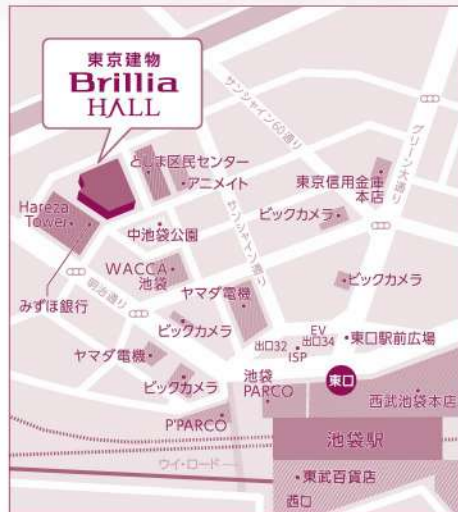 東京建物
Brillia
HALL
サンシャイン60通り
グリーン大通り
としま区民センター
アニメイト
東京信用金庫
本店
Hareza
Tower
ビックカメラ
中池袋公園
サンシャイン通り
みずほ銀行
明治通り
WACCA
池袋
ビックカメラ
ヤマダ電機
ビックカメラ
EV
出口32
出口34
東口駅前広場
ISP
ヤマダ電機
ビックカメラ
池袋
PARCO
東口
西武池袋本店
P'PARCO
池袋駅
ウイ・ロード
東武百貨店
西口